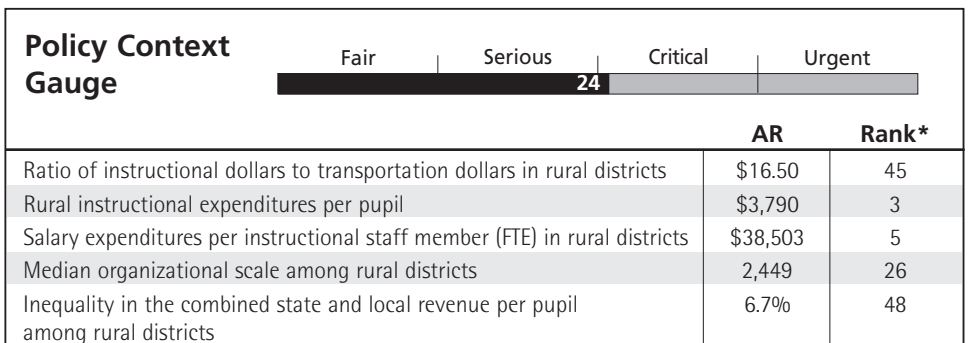 Policy Context
Gauge
Fair Serious Critical Urgent
24
AR Rank*
Ratio of instructional dollars to transportation dollars in rural districts $16.50 45
Rural instructional expenditures per pupil $3,790 3
Salary expenditures per instructional staff member (FTE) in rural districts $38,503 5
Median organizational scale among rural districts 2,449 26
Inequality in the combined state and local revenue per pupil 6.7% 48
among rural districts